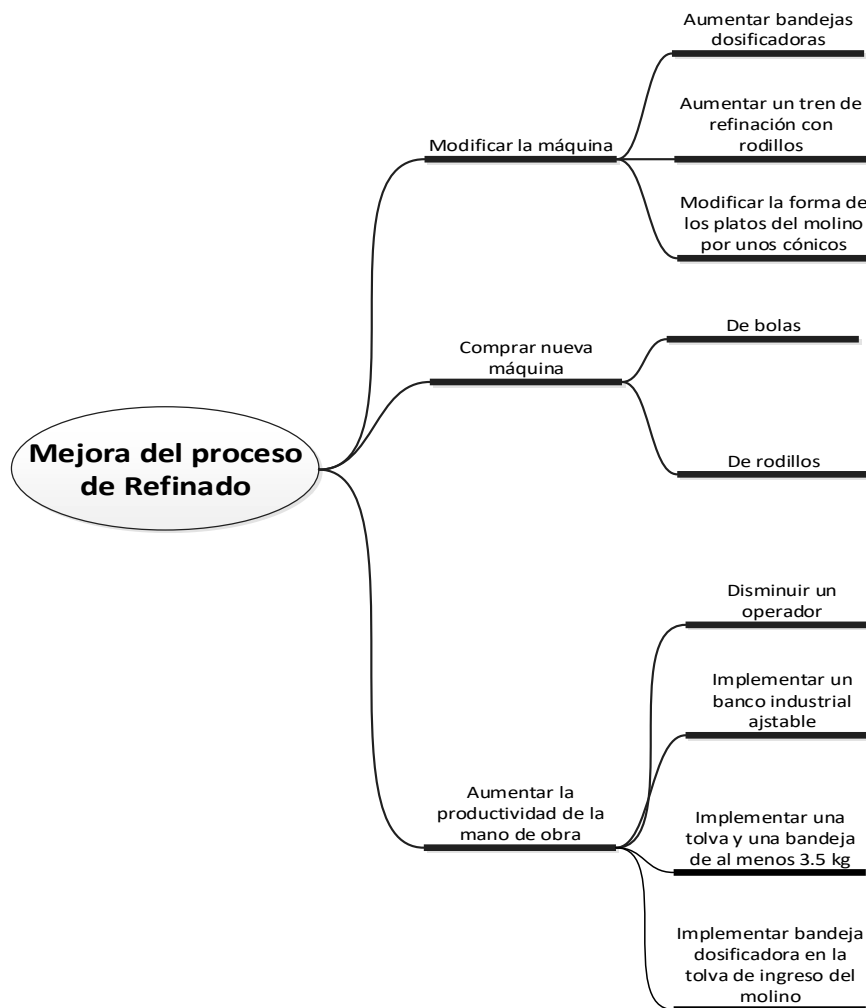 Aumentar bandejas
dosificadoras
Aumentar un tren de
refinación con
rodillos
Modificar la máquina
Modificar la forma de
los platos del molino
por unos cónicos
De bolas
Comprar nueva
máquina
De rodillos
Mejora del proceso
de Refinado
Disminuir un
operador
Implementar un
banco industrial
ajstable
Aumentar la
productividad de la
mano de obra
Implementar una
tolva y una bandeja
de al menos 3.5 kg
Implementar bandeja
dosificadora en la
tolva de ingreso del
molino